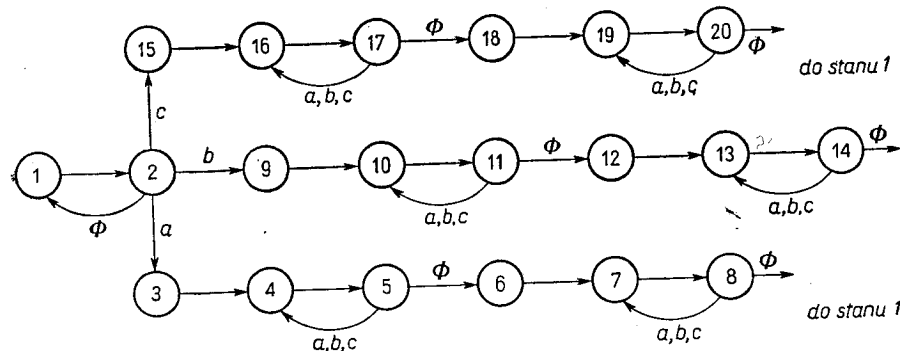 15 16 17 Φ 18 19 20 Φ
a,b,c a,b,c do stanu 1
c
1 2 b 9 10 11 Φ 12 13 14 Φ
Φ a a,b,c a,b,c
3 4 5 Φ 6 7 8 Φ
a,b,c a,b,c do stanu 1